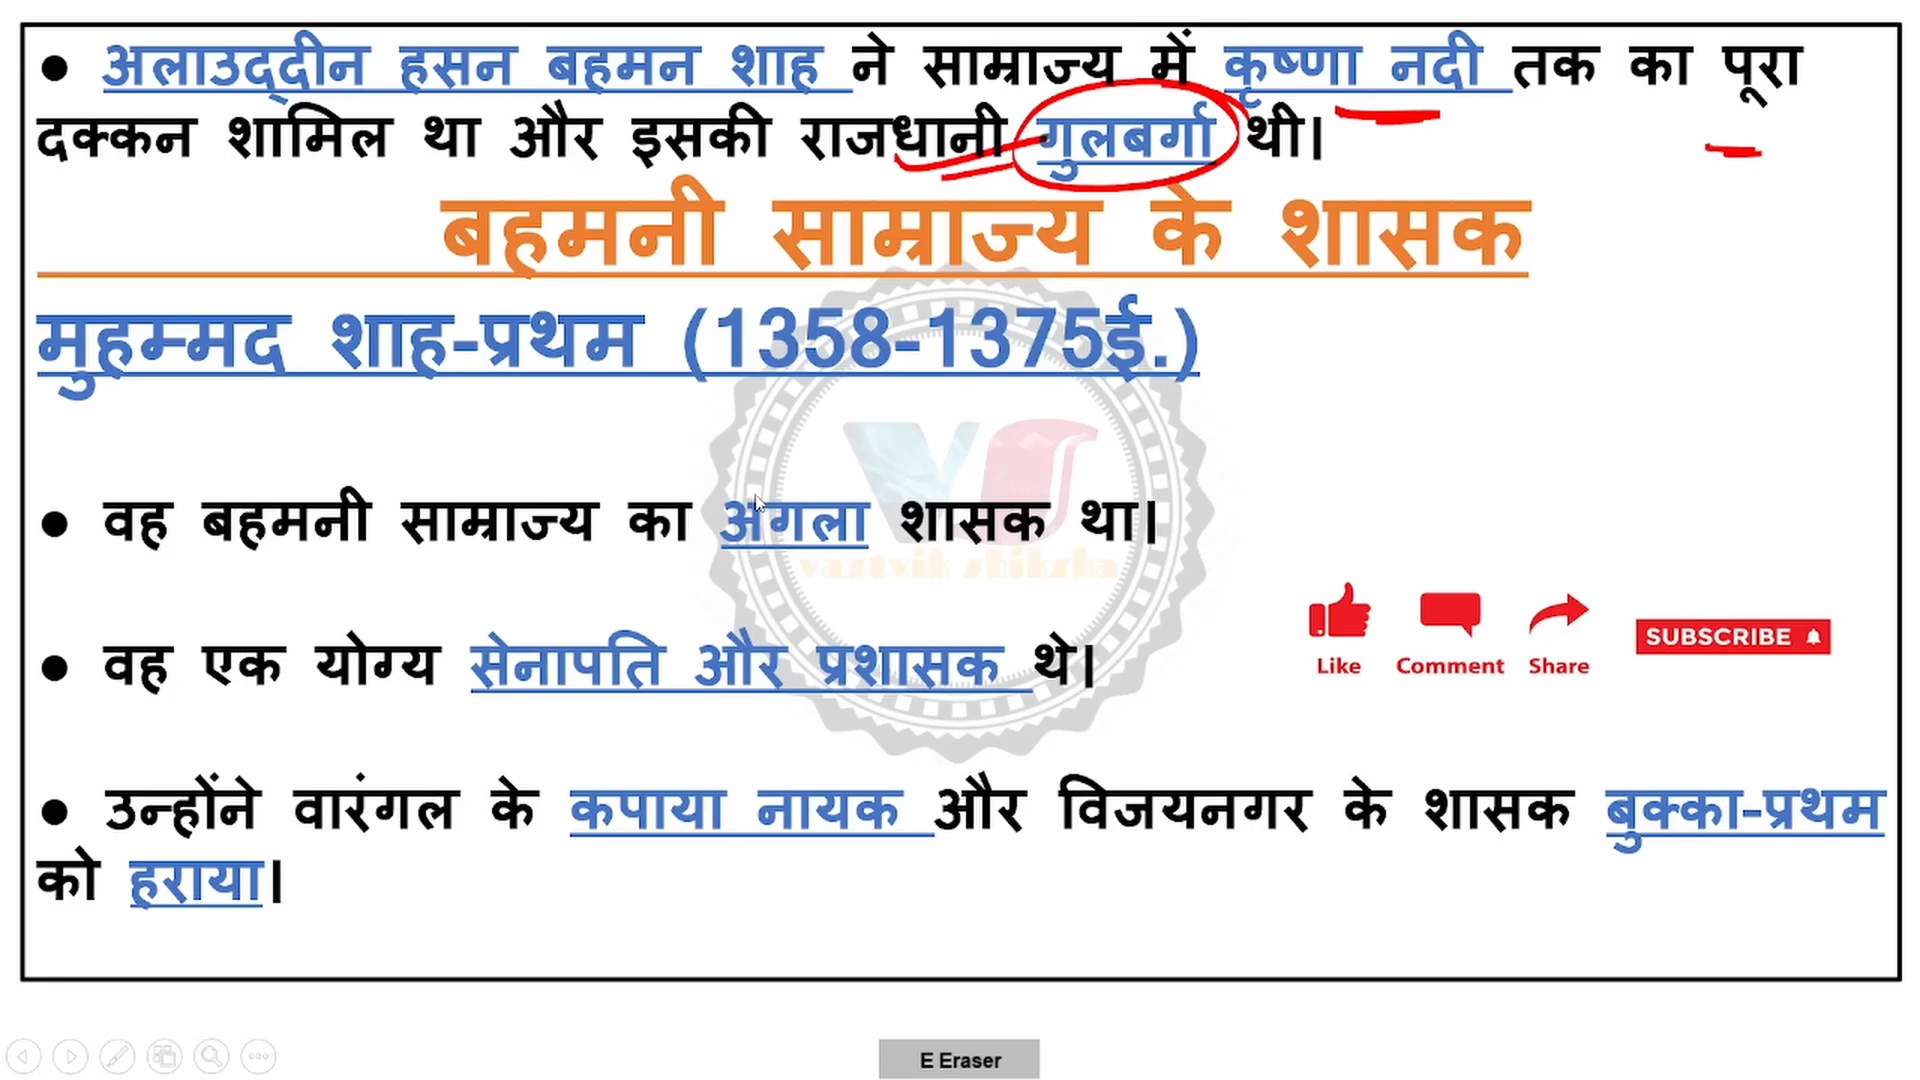 ● अलाउद्दीन हसन बहमन शाह ने साम्राज्य में कृष्णा नदी तक का पूरा
दक्कन शामिल था और इसकी राजधानी गुलबर्गा थी।
बहमनी साम्राज्य के शासक
मुहम्मद शाह-प्रथम (1358-1375ई.)
● वह बहमनी साम्राज्य का अगला शासक था।
vastvik shiksha
● वह एक योग्य सेनापति और प्रशासक थे।
Like Comment Share SUBSCRIBE
● उन्होंने वारंगल के कपाया नायक और विजयनगर के शासक बुक्का-प्रथम
को हराया।
E Eraser